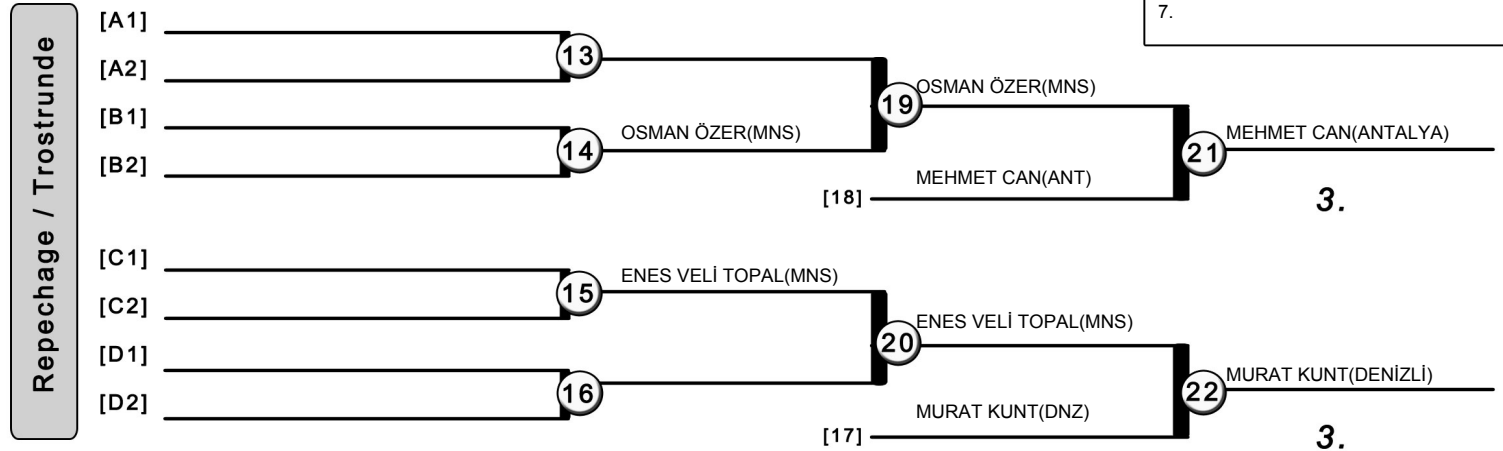 7.
Repechage / Trostrunde
[A1]
13
[A2]
OSMAN ÖZER(MNS)
19
[B1]
OSMAN ÖZER(MNS)
14
MEHMET CAN(ANTALYA)
21
[B2]
MEHMET CAN(ANT)
[18]
3.
[C1]
ENES VELİ TOPAL(MNS)
15
[C2]
ENES VELİ TOPAL(MNS)
20
[D1]
16
MURAT KUNT(DENİZLİ)
22
[D2]
MURAT KUNT(DNZ)
[17]
3.